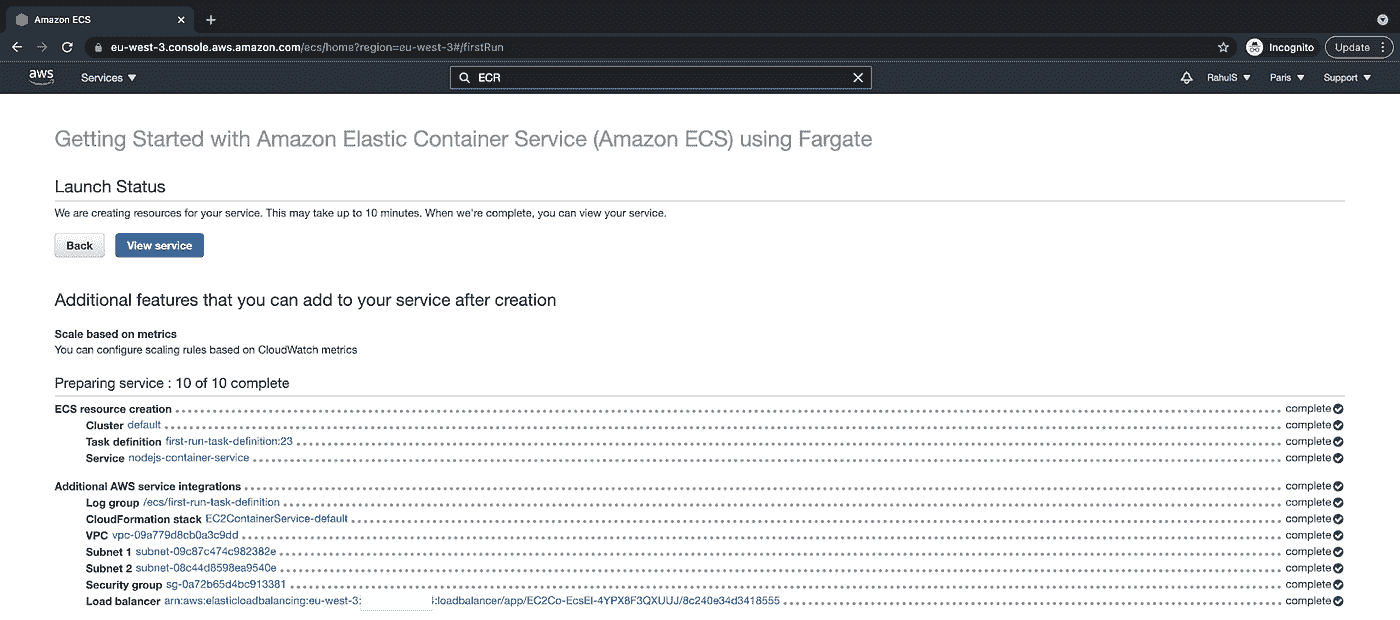 Amazon ECS
eu-west-3.console.aws.amazon.com/ecs/home?region=eu-west-3#/firstRun
Incognito
Update
aws
Services
ECR
RahulS
Paris
Support
Getting Started with Amazon Elastic Container Service (Amazon ECS) using Fargate
Launch Status
We are creating resources for your service. This may take up to 10 minutes. When we're complete, you can view your service.
Back
View service
Additional features that you can add to your service after creation
Scale based on metrics
You can configure scaling rules based on CloudWatch metrics
Preparing service : 10 of 10 complete
ECS resource creation complete
Cluster default complete
Task definition first-run-task-definition:23 complete
Service nodejs-container-service complete
Additional AWS service integrations complete
Log group /ecs/first-run-task-definition complete
CloudFormation stack EC2ContainerService-default complete
VPC vpc-09a779d8cb0a3c9dd complete
Subnet 1 subnet-09c87c474c982382e complete
Subnet 2 subnet-08c44d8598ea9540e complete
Security group sg-0a72b65d4bc913381 complete
Load balancer arn:aws:elasticloadbalancing:eu-west-3: :loadbalancer/app/EC2Co-EcsEl-4YPX8F3QXUUJ/8c240e34d3418555 complete